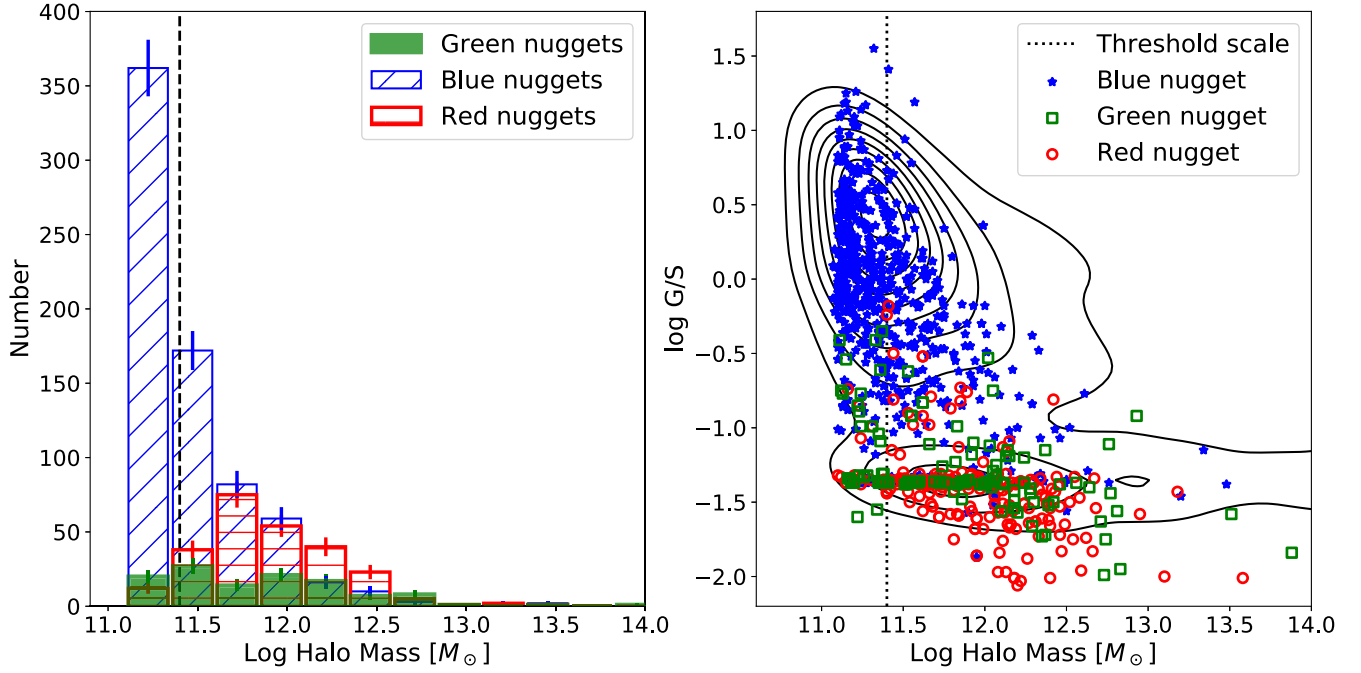 400
350
300
250
200
150
100
50
0
Number
11.0 11.5 12.0 12.5 13.0 13.5 14.0
Log Halo Mass [M⊙]
Green nuggets
Blue nuggets
Red nuggets
1.5
1.0
0.5
0.0
−0.5
−1.0
−1.5
−2.0
log G/S
11.0 11.5 12.0 12.5 13.0 13.5 14.0
Log Halo Mass [M⊙]
Threshold scale
Blue nugget
Green nugget
Red nugget